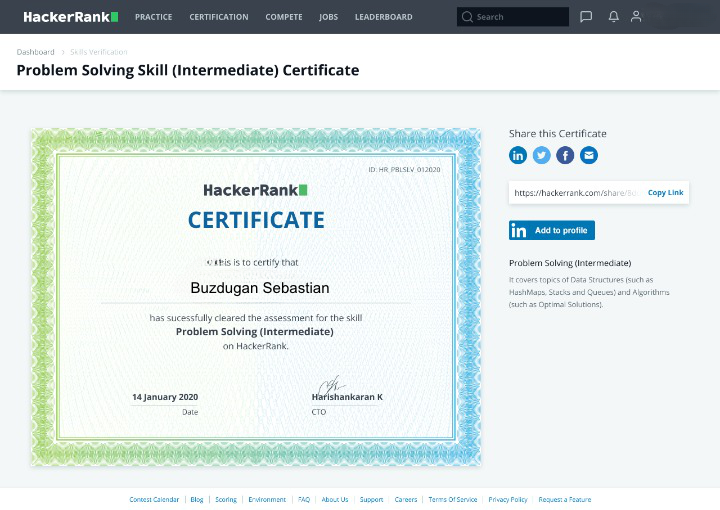 HackerRank
PRACTICE CERTIFICATION COMPETE JOBS LEADERBOARD
Search
Dashboard Skills Verification
Problem Solving Skill (Intermediate) Certificate
ID: HR_PBLSLV_012020
HackerRank
CERTIFICATE
this is to certify that
Buzdugan Sebastian
has sucessfully cleared the assessment for the skill
Problem Solving (Intermediate)
on HackerRank.
14 January 2020
Date
Harishankaran K
CTO
Share this Certificate
https://hackerrank.com/share/ Copy Link
Add to profile
Problem Solving (Intermediate)
It covers topics of Data Structures (such as
HashMaps, Stacks and Queues) and Algorithms
(such as Optimal Solutions).
Contest Calendar | Blog | Scoring | Environment | FAQ | About Us | Support | Careers | Terms Of Service | Privacy Policy | Request a Feature